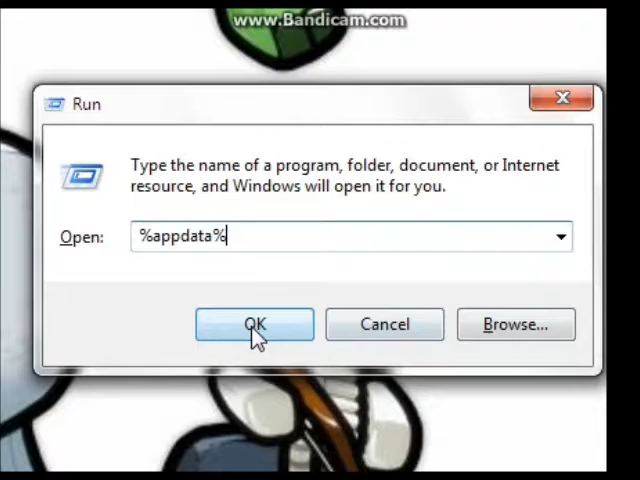 www.Bandicam.com
Run
Type the name of a program, folder, document, or Internet
resource, and Windows will open it for you.
Open:
%appdata%
OK
Cancel
Browse...